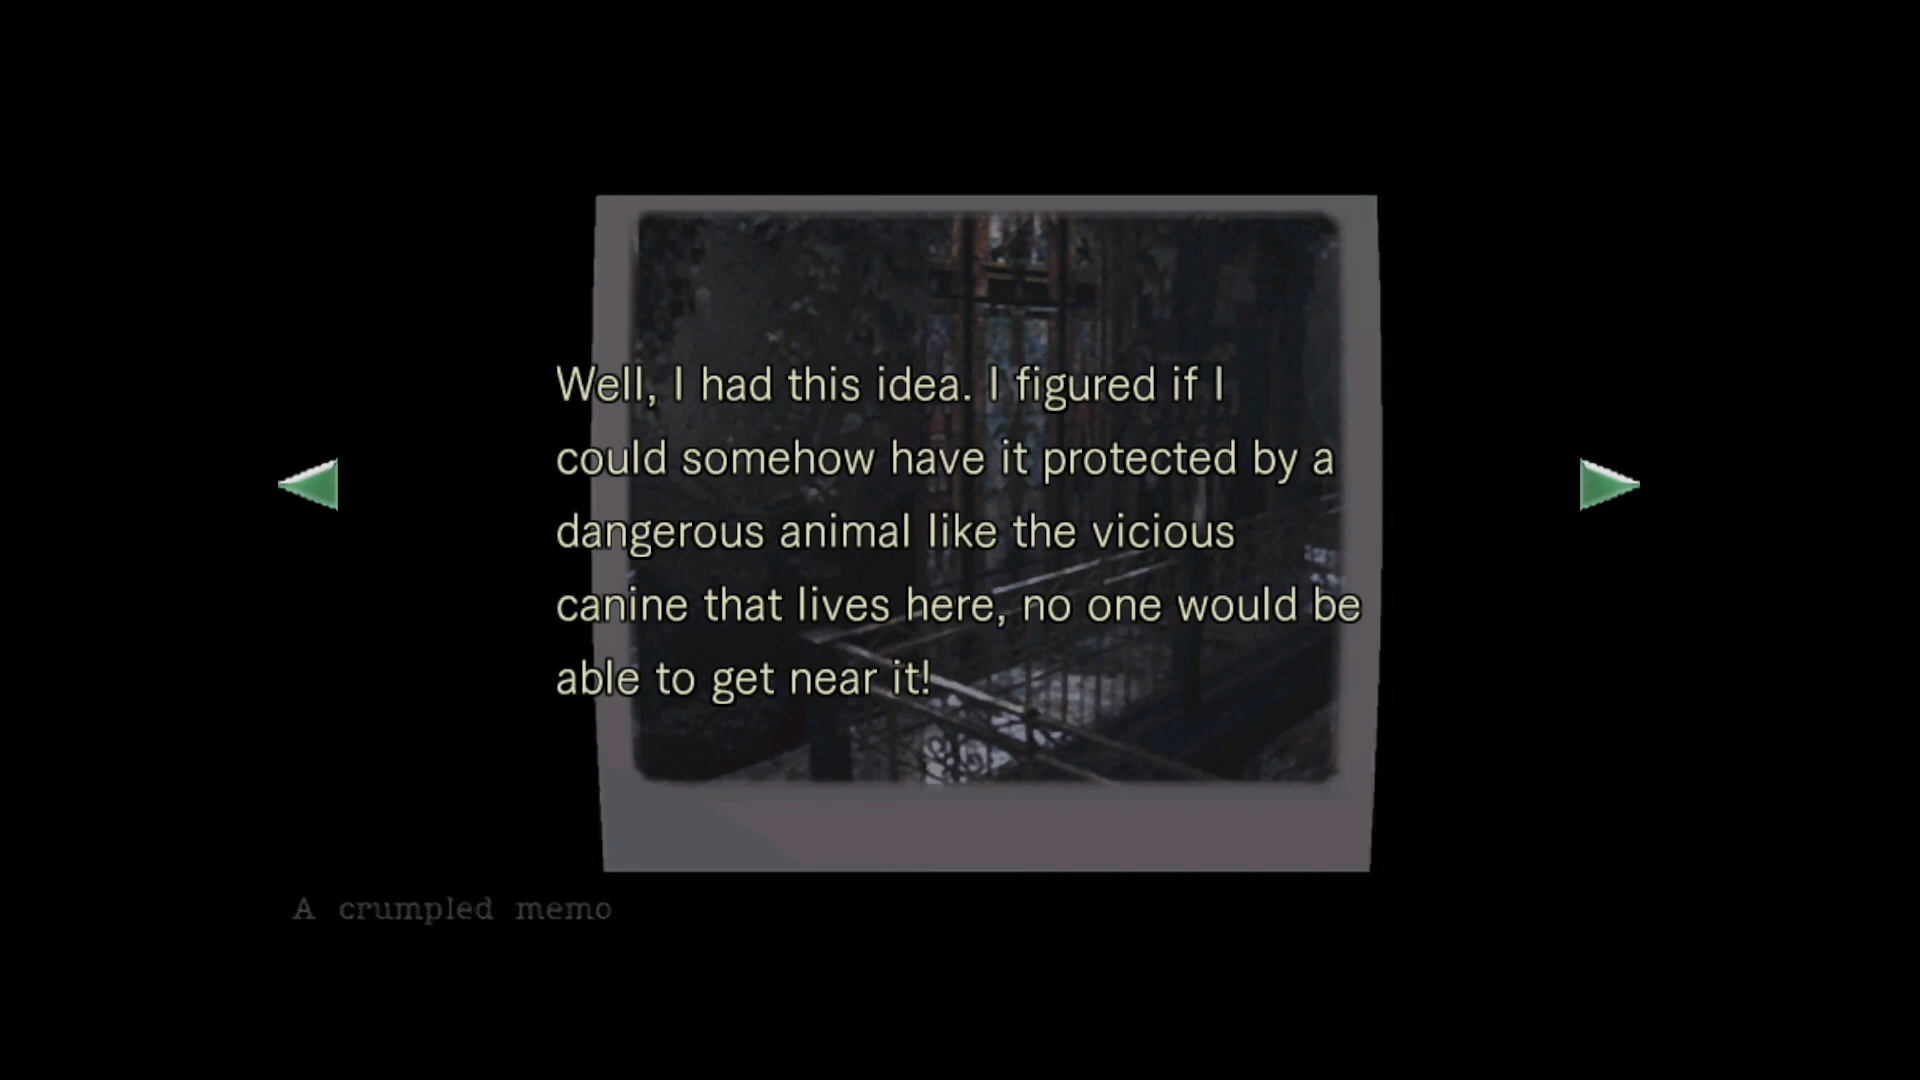 Well, I had this idea. I figured if I
could somehow have it protected by a
dangerous animal like the vicious
canine that lives here, no one would be
able to get near it!
A crumpled memo